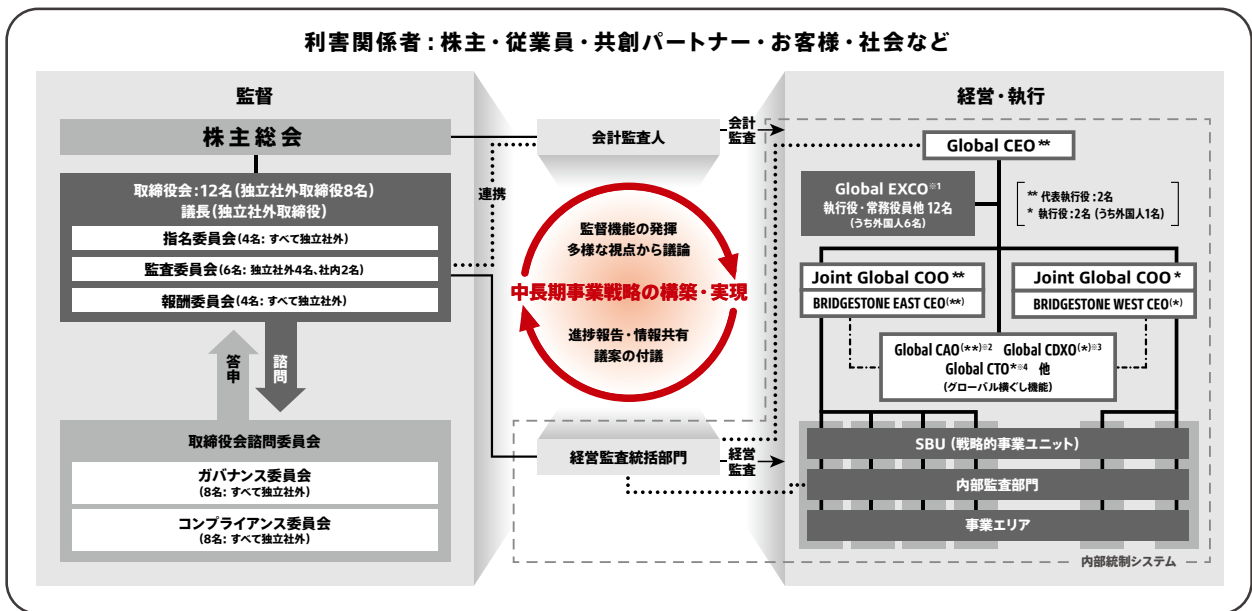 利害関係者：株主・従業員・共創パートナー・お客様・社会など
監督
株主総会
取締役会：12名（独立社外取締役8名）
議長（独立社外取締役）
指名委員会（4名：すべて独立社外）
監査委員会（6名：独立社外4名、社内2名）
報酬委員会（4名：すべて独立社外）
答申
諮問
取締役会諮問委員会
ガバナンス委員会
（8名：すべて独立社外）
コンプライアンス委員会
（8名：すべて独立社外）
連携
会計監査人
会計
監査
監督機能の発揮
多様な視点から議論
中長期事業戦略の構築・実現
進捗報告・情報共有
議案の付議
経営監査統括部門
経営
監査
経営・執行
Global CEO**
Global EXCO※1
執行役・常務役員他 12名
（うち外国人6名）
** 代表執行役：2名
* 執行役：2名（うち外国人1名）
Joint Global COO**
BRIDGESTONE EAST CEO(**)
Joint Global COO*
BRIDGESTONE WEST CEO(*)
Global CAO(**)※2 Global CDXO(*)※3
Global CTO*※4 他
（グローバル横ぐし機能）
SBU（戦略的事業ユニット）
内部監査部門
事業エリア
内部統制システム